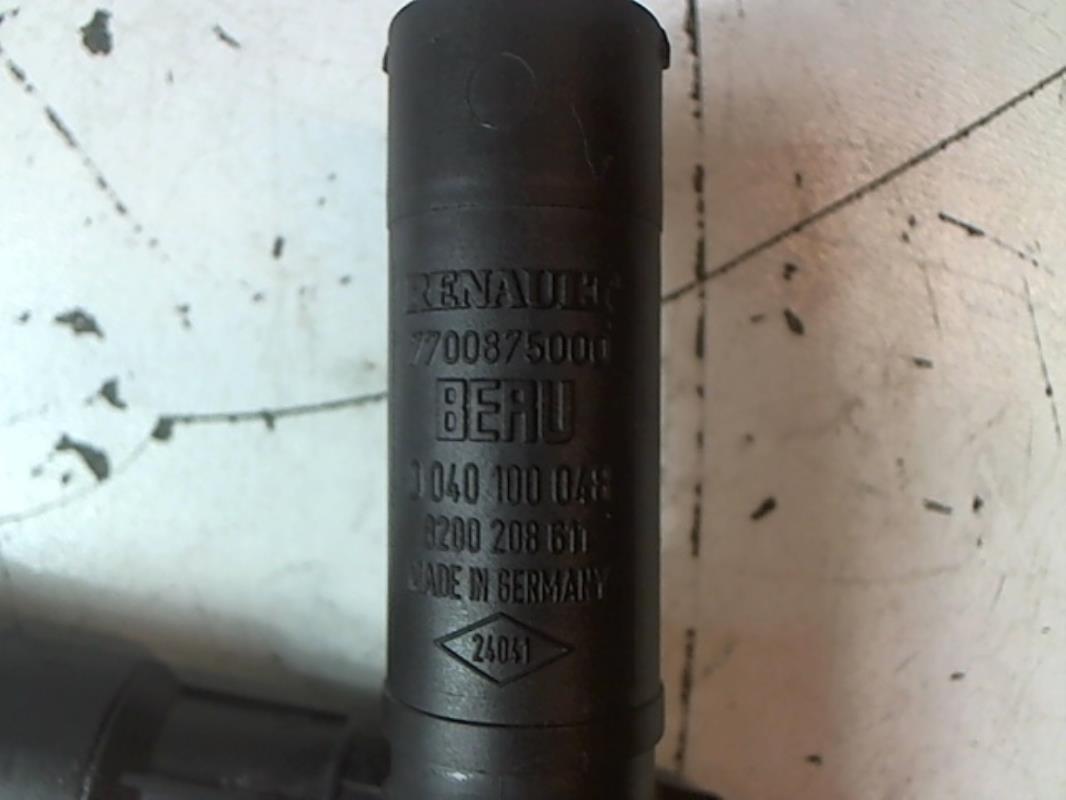 RENAULT
7700875000
BERU
0 040 100 048
8200 208 611
MADE IN GERMANY
24041